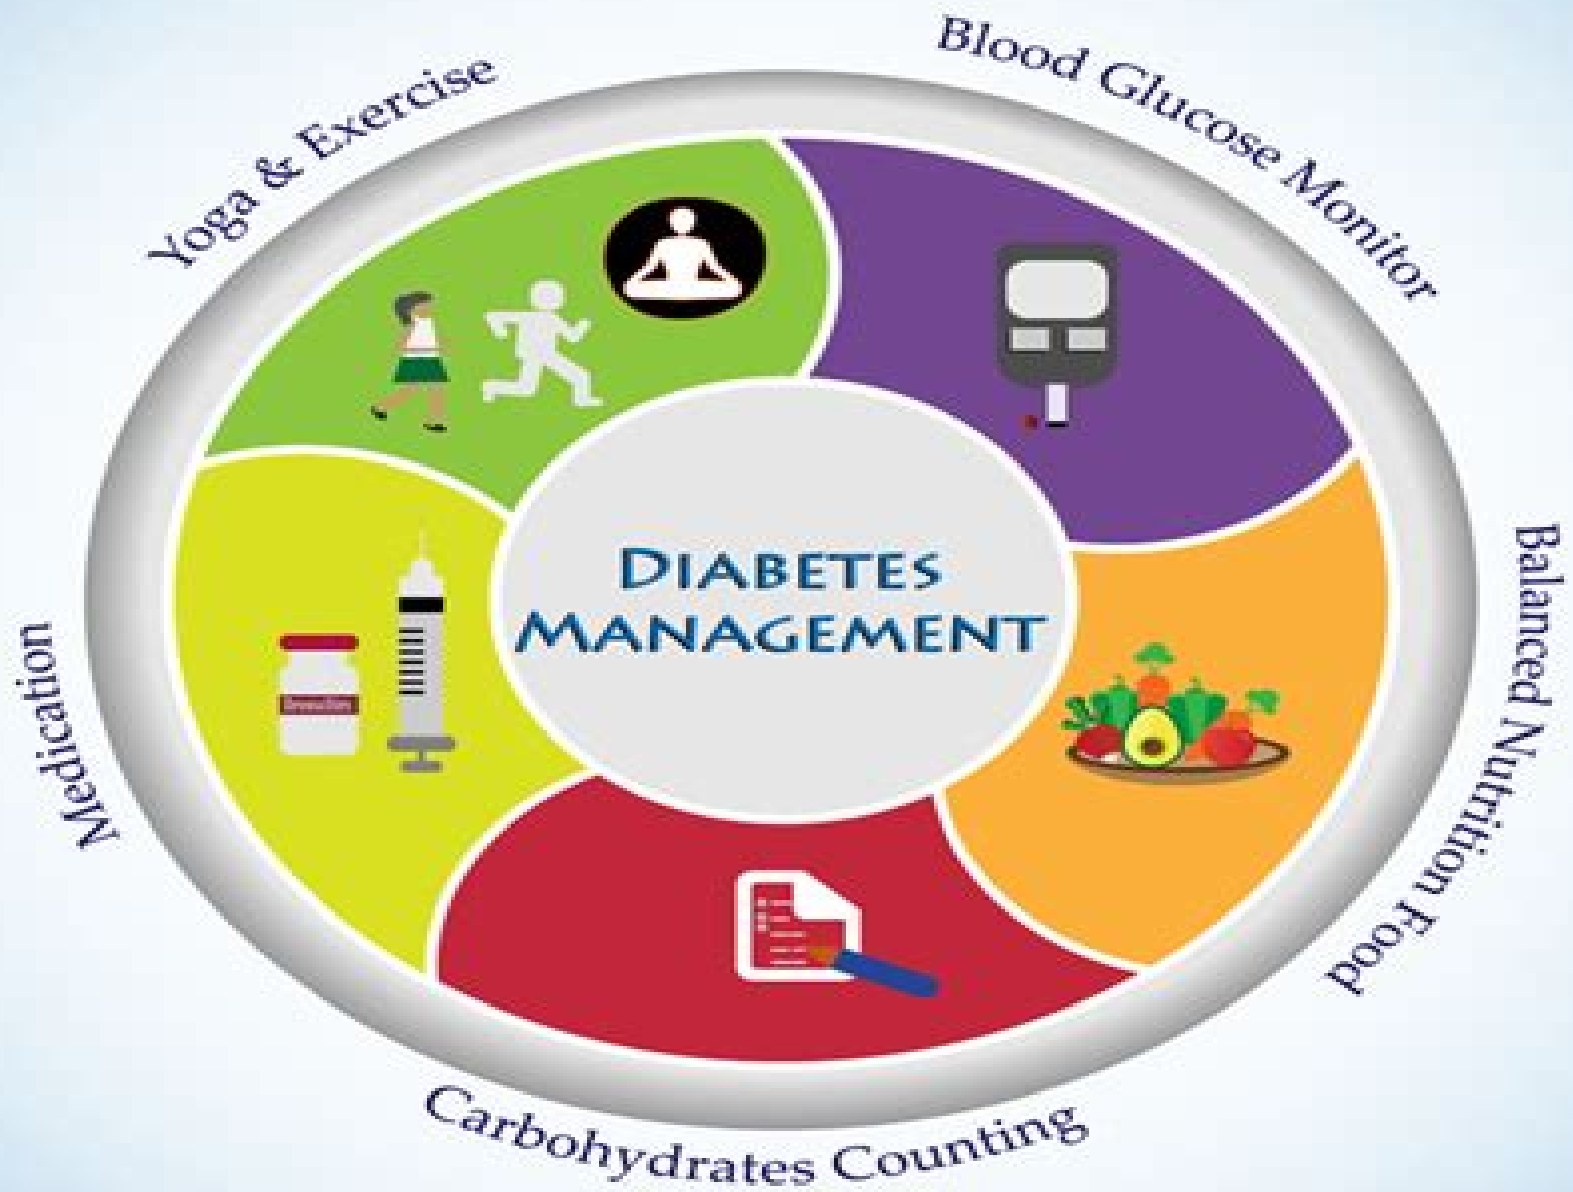 Blood Glucose Monitor
Yoga & Exercise
DIABETES
MANAGEMENT
Balanced Nutrition Food
Medication
Carbohydrates Counting